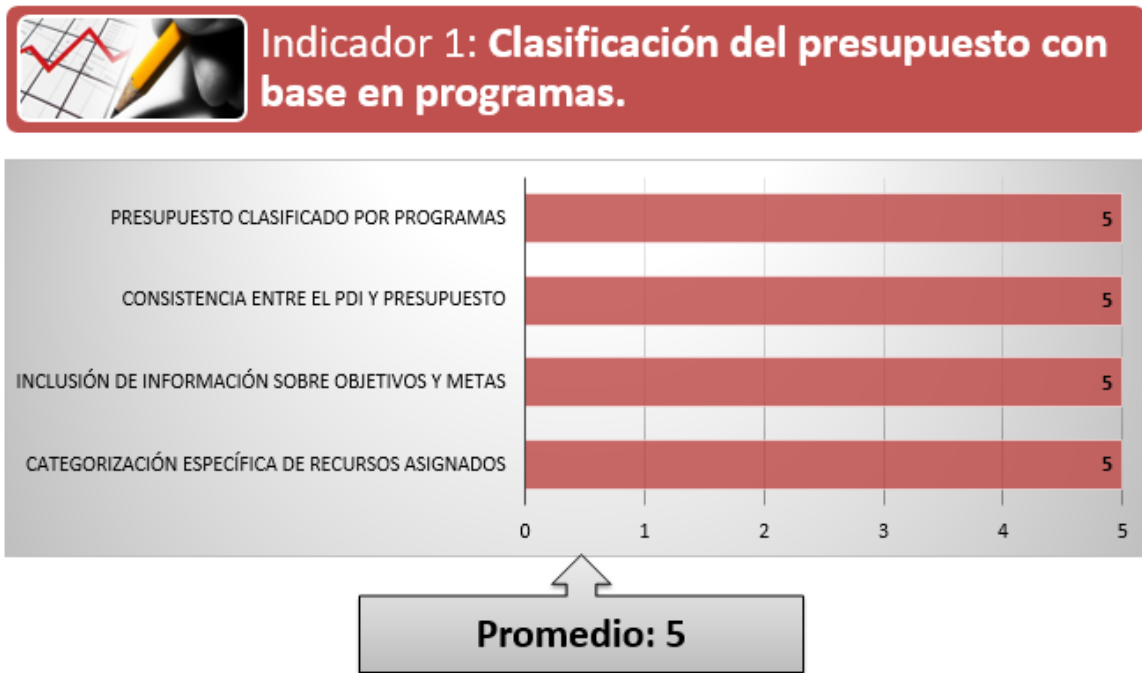 Indicador 1: Clasificación del presupuesto con
base en programas.
PRESUPUESTO CLASIFICADO POR PROGRAMAS
5
CONSISTENCIA ENTRE EL PDI Y PRESUPUESTO
5
INCLUSIÓN DE INFORMACIÓN SOBRE OBJETIVOS Y METAS
5
CATEGORIZACIÓN ESPECÍFICA DE RECURSOS ASIGNADOS
5
0 1 2 3 4 5
Promedio: 5